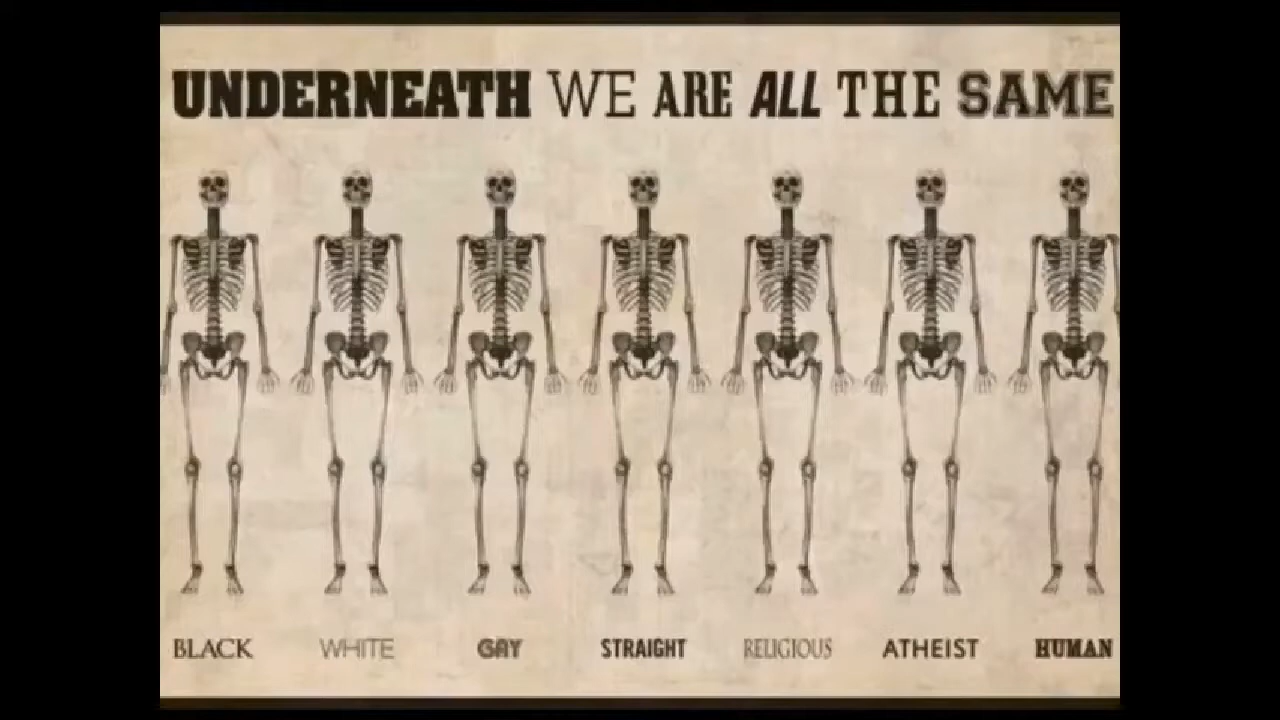 UNDERNEATH WE ARE ALL THE SAME
BLACK WHITE GAY STRAIGHT RELIGIOUS ATHEIST HUMAN